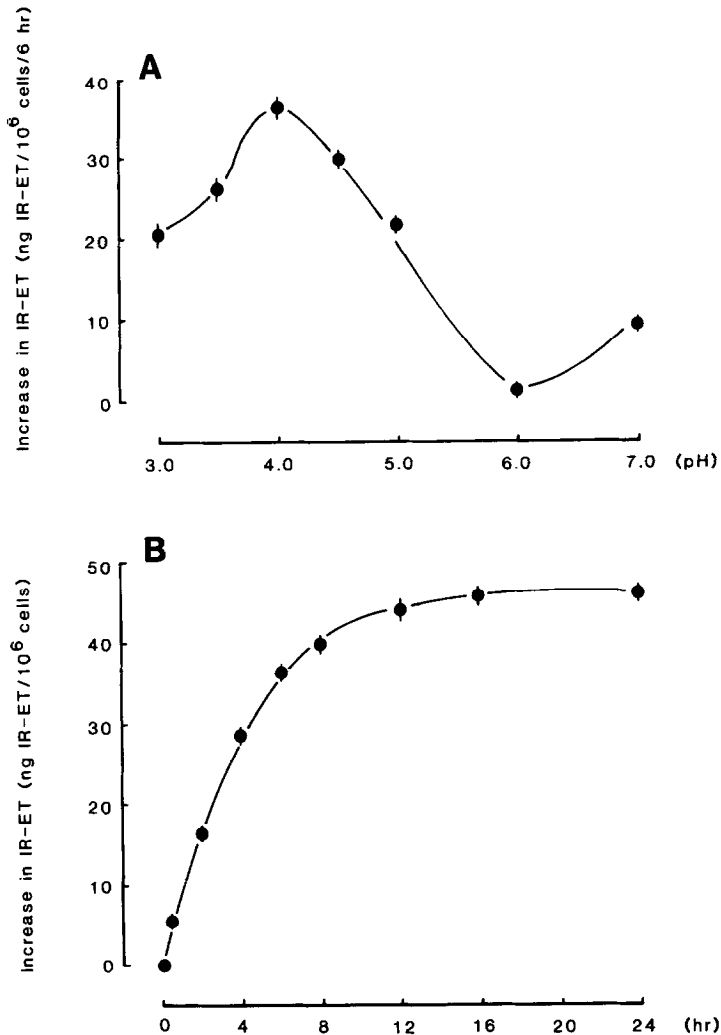 A
Increase in IR-ET (ng IR-ET/10⁶ cells/6 hr)
40
30
20
10
0
3.0 4.0 5.0 6.0 7.0 (pH)
B
Increase in IR-ET (ng IR-ET/10⁶ cells)
50
40
30
20
10
0
0 4 8 12 16 20 24 (hr)